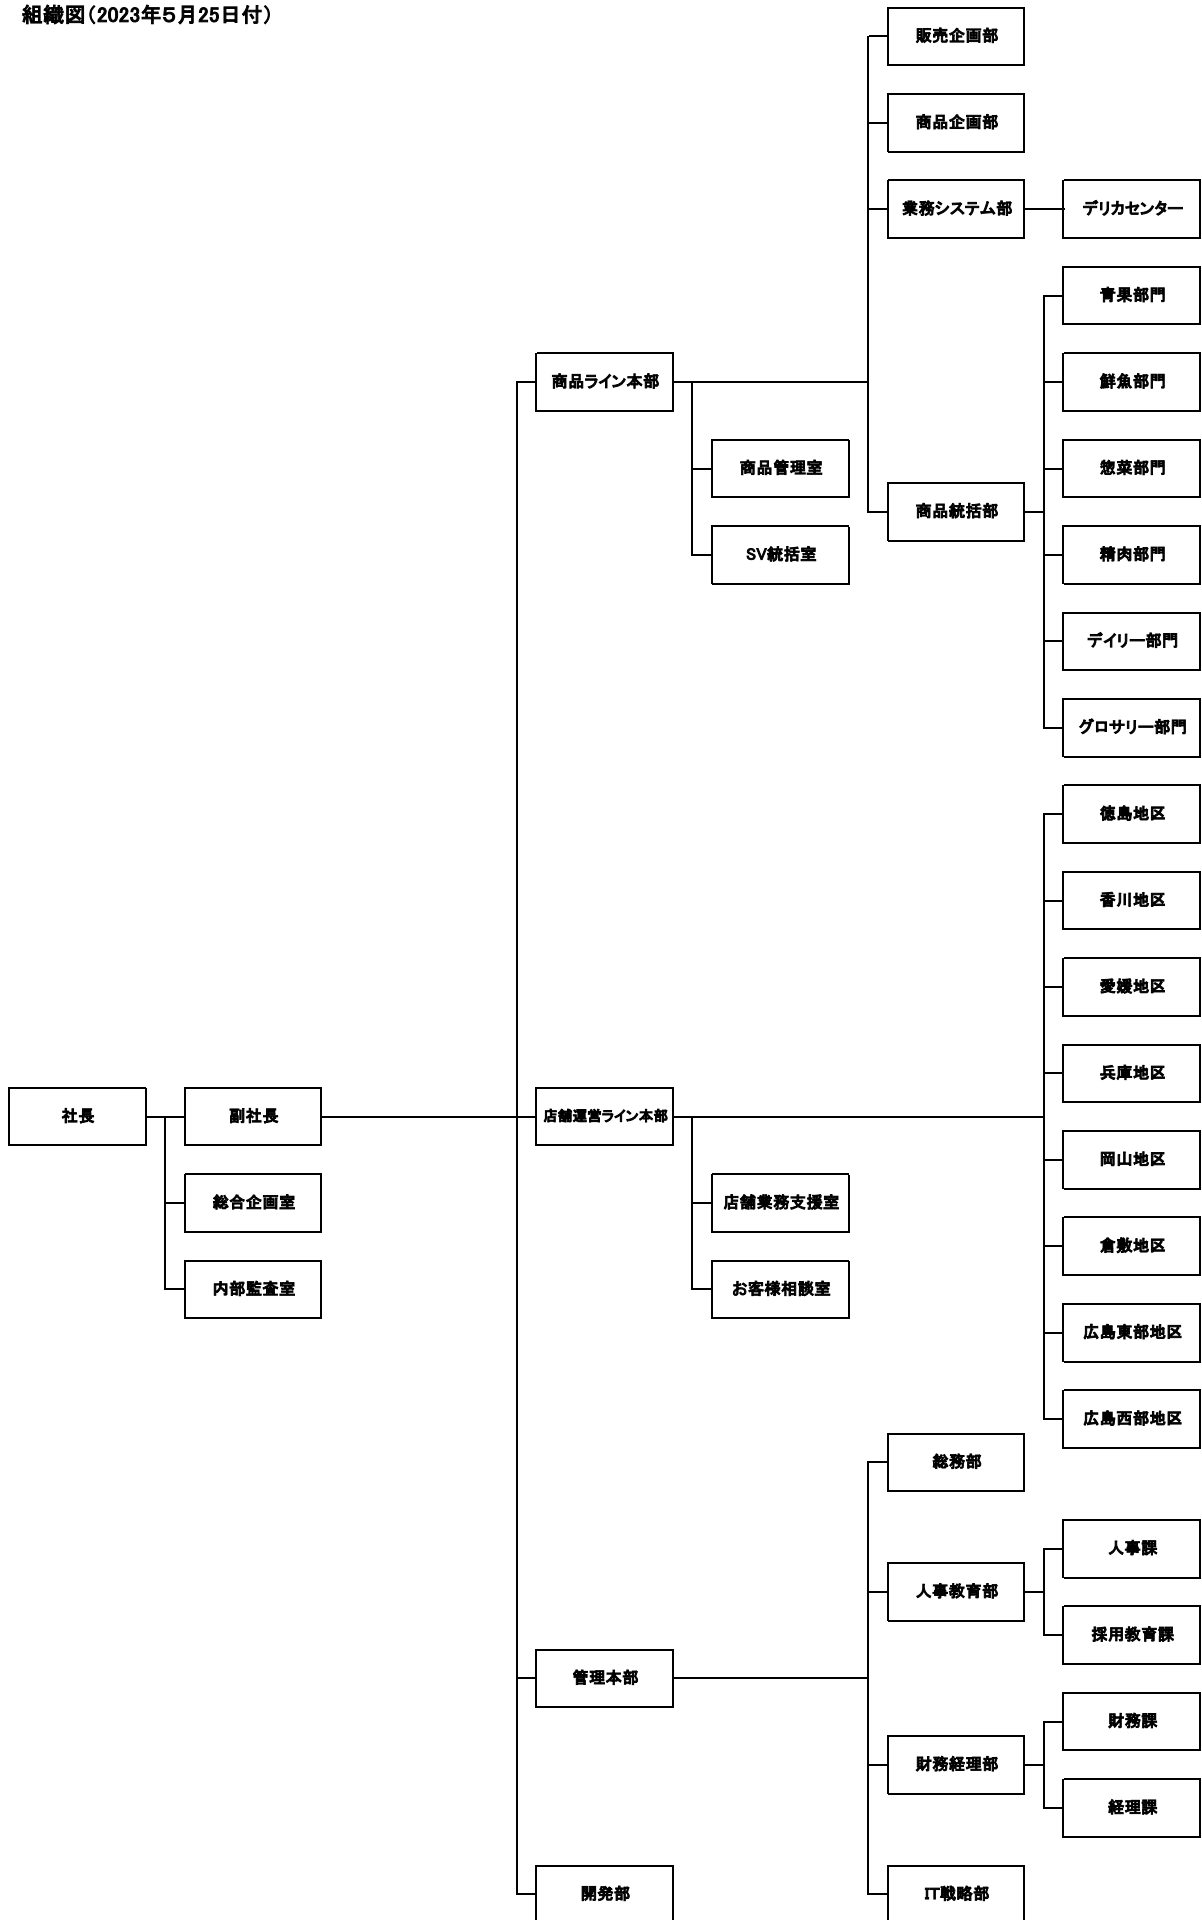 組織図（2023年５月25日付）
販売企画部
商品企画部
業務システム部
デリカセンター
青果部門
商品ライン本部
鮮魚部門
商品管理室
惣菜部門
商品統括部
SV統括室
精肉部門
デイリー部門
グロサリー部門
徳島地区
香川地区
愛媛地区
兵庫地区
社長
副社長
店舗運営ライン本部
岡山地区
総合企画室
店舗業務支援室
倉敷地区
内部監査室
お客様相談室
広島東部地区
広島西部地区
総務部
人事課
人事教育部
採用教育課
管理本部
財務課
財務経理部
経理課
開発部
IT戦略部